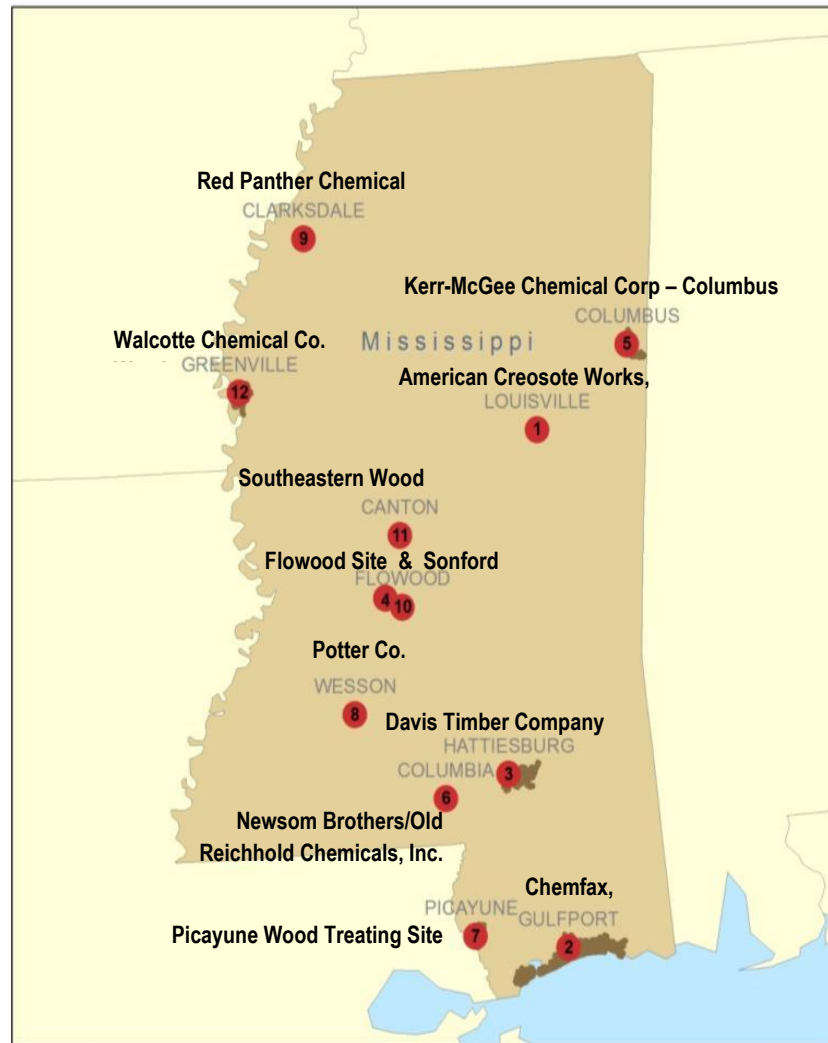 Red Panther Chemical
CLARKSDALE
9
Kerr-McGee Chemical Corp – Columbus
COLUMBUS
5
Walcotte Chemical Co.
Mississippi
GREENVILLE
12
American Creosote Works,
LOUISVILLE
1
Southeastern Wood
CANTON
11
Flowood Site & Sonford
FLOWOOD
4
10
Potter Co.
WESSON
8
Davis Timber Company
HATTIESBURG
3
COLUMBIA
6
Newsom Brothers/Old
Reichhold Chemicals, Inc.
Chemfax,
PICAYUNE
GULFPORT
Picayune Wood Treating Site
7
2